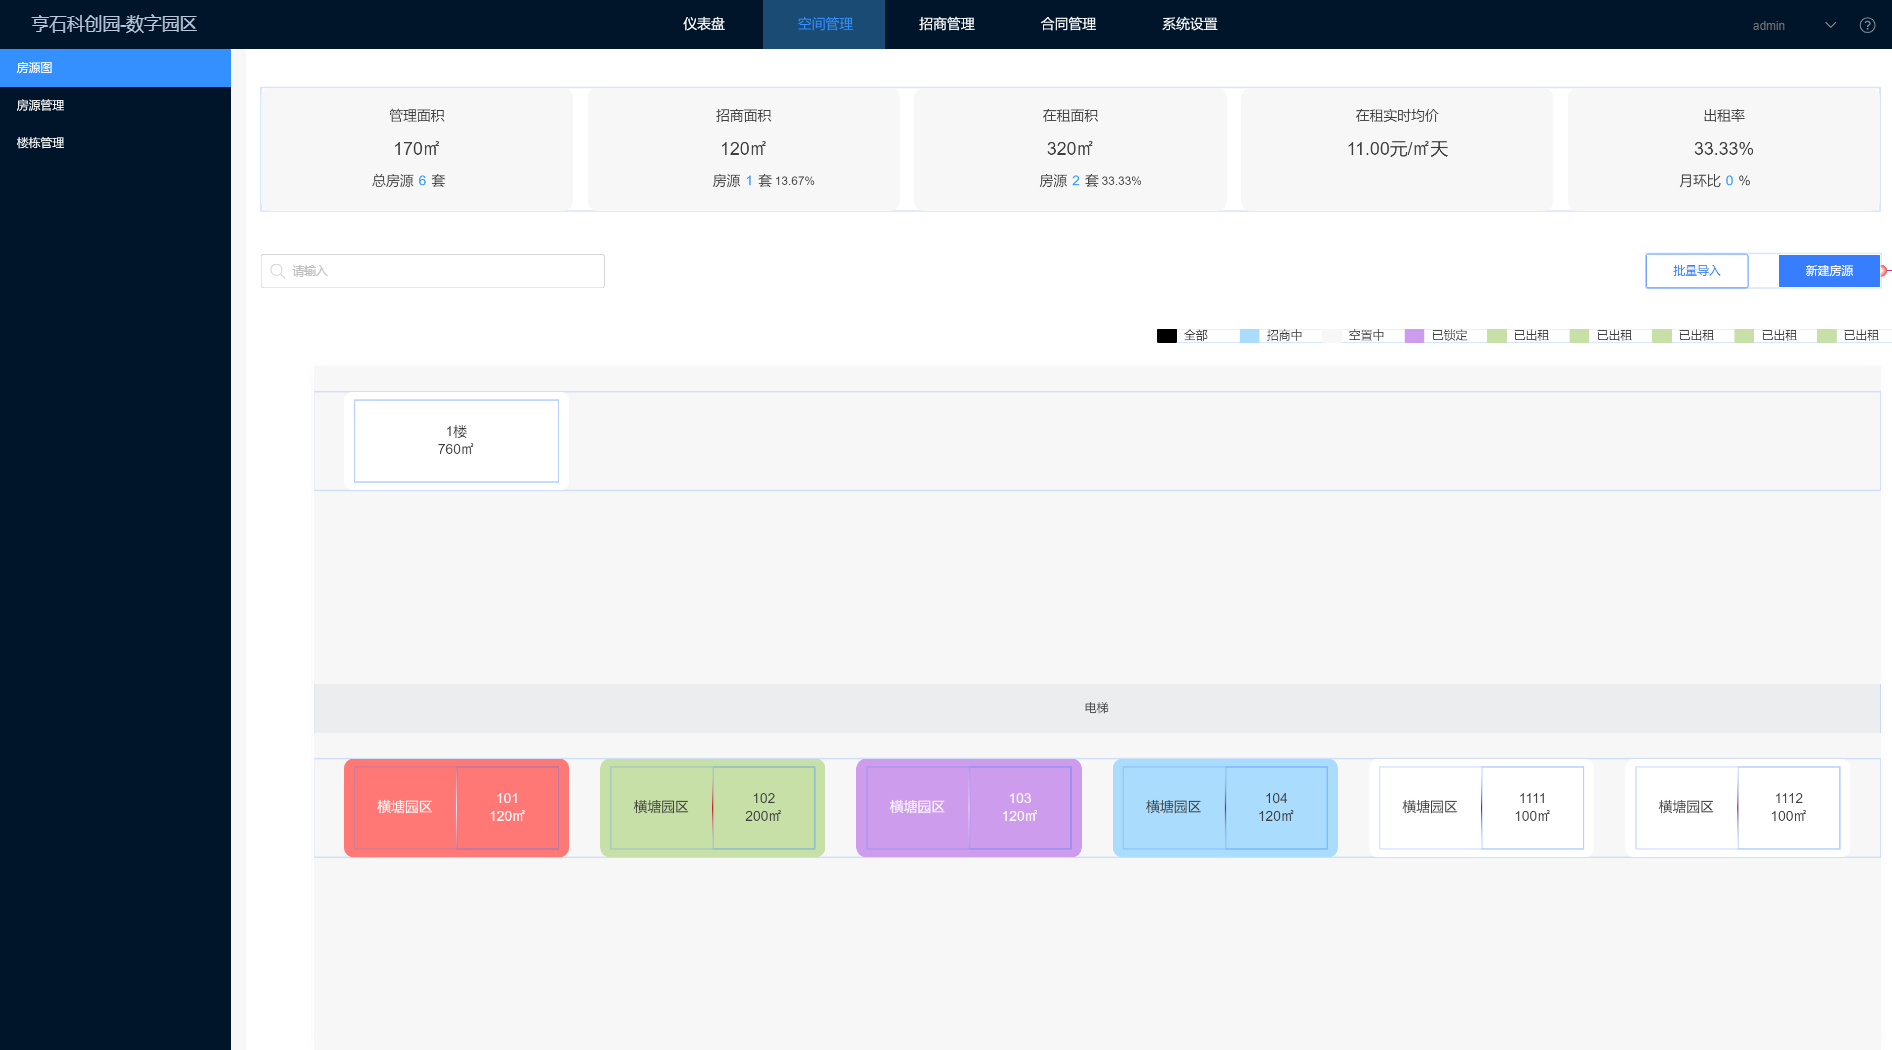 亨石科创园-数字园区
仪表盘
空间管理
招商管理
合同管理
系统设置
admin
房源图
房源管理
楼栋管理
管理面积
170㎡
总房源 6 套
招商面积
120㎡
房源 1 套 13.67%
在租面积
320㎡
房源 2 套 33.33%
在租实时均价
11.00元/㎡天
出租率
33.33%
月环比 0 %
请输入
批量导入
新建房源
全部
招商中
空置中
已锁定
已出租
已出租
已出租
已出租
已出租
1楼
760㎡
电梯
横塘园区
101
120㎡
横塘园区
102
200㎡
横塘园区
103
120㎡
横塘园区
104
120㎡
横塘园区
1111
100㎡
横塘园区
1112
100㎡